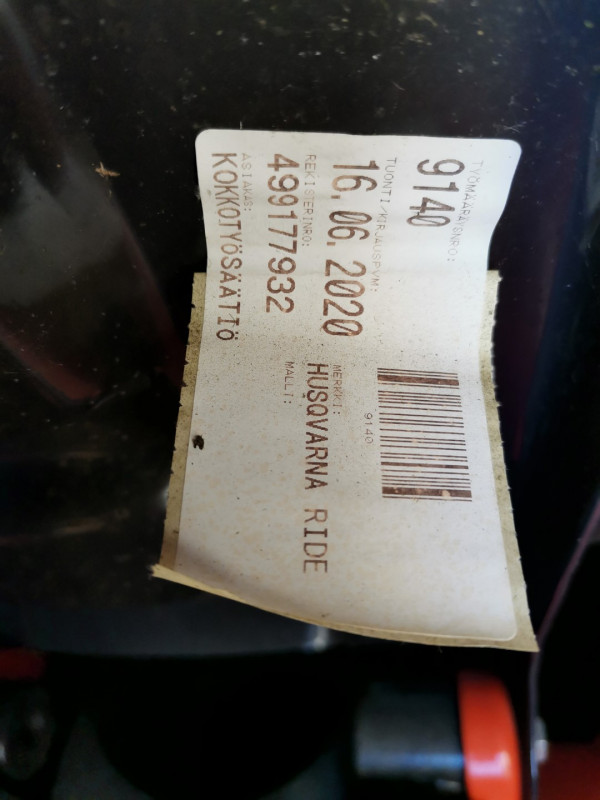 TYÖMÄÄRÄYSNRO:
9140
TUONTI/KIRJAUSPVM:
16.06.2020
REKISTERINRO:
499177932
ASIAKAS:
KOKKOTYÖSÄÄTIÖ
9140
MERKKI:
HUSQVARNA RIDE
MALLI: